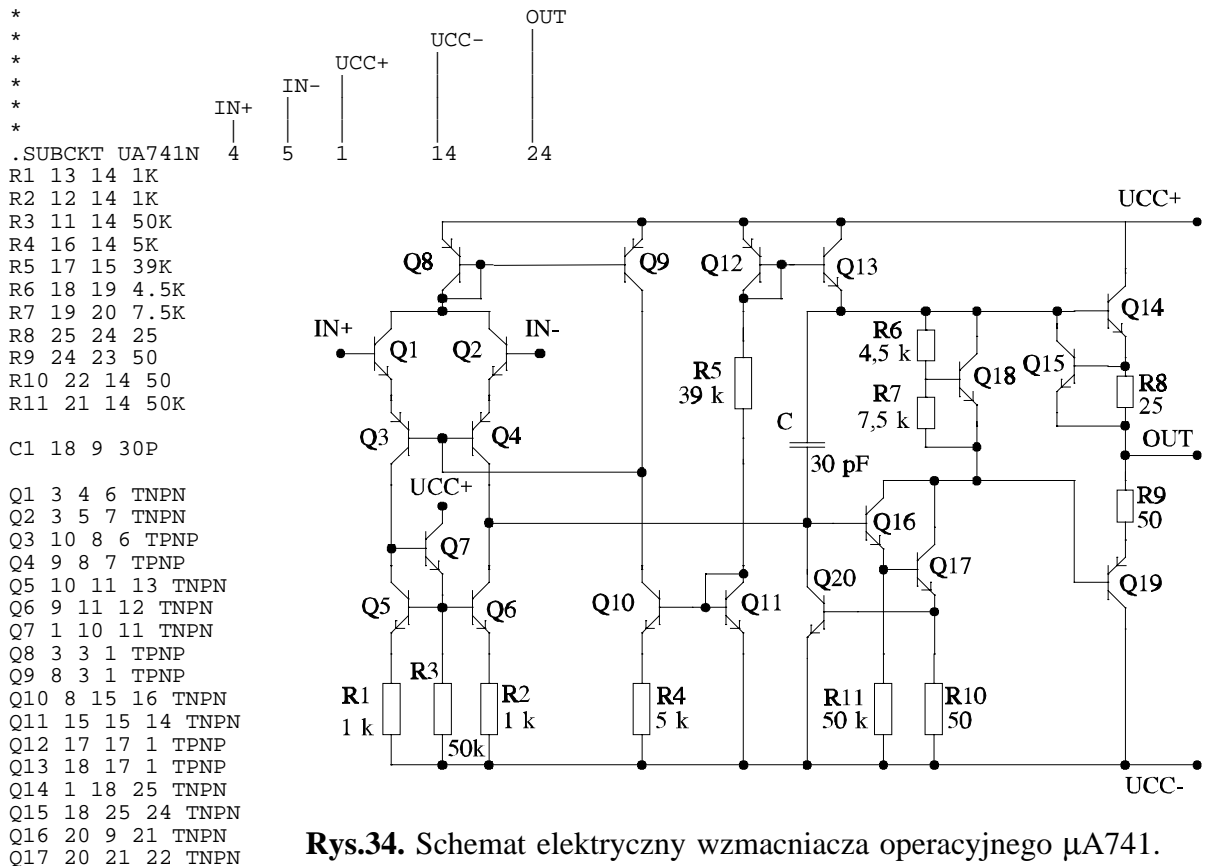 *
OUT
*
UCC-
*
UCC+
*
IN-
*
IN+
*
.SUBCKT UA741N 4 5 1 14 24
R1 13 14 1K
R2 12 14 1K
R3 11 14 50K
R4 16 14 5K
R5 17 15 39K
R6 18 19 4.5K
R7 19 20 7.5K
R8 25 24 25
R9 24 23 50
R10 22 14 50
R11 21 14 50K
C1 18 9 30P
Q1 3 4 6 TNPN
Q2 3 5 7 TNPN
Q3 10 8 6 TPNP
Q4 9 8 7 TPNP
Q5 10 11 13 TNPN
Q6 9 11 12 TNPN
Q7 1 10 11 TNPN
Q8 3 3 1 TPNP
Q9 8 3 1 TPNP
Q10 8 15 16 TNPN
Q11 15 15 14 TNPN
Q12 17 17 1 TPNP
Q13 18 17 1 TPNP
Q14 1 18 25 TNPN
Q15 18 25 24 TNPN
Q16 20 9 21 TNPN
Q17 20 21 22 TNPN
UCC+
Q8
Q9
Q12
Q13
Q14
IN+
IN-
Q1
Q2
R5
39 k
R6
4,5 k
R7
7,5 k
Q18
Q15
R8
25
OUT
Q3
Q4
C
30 pF
UCC+
Q7
Q16
Q17
R9
50
Q5
Q6
Q10
Q11
Q20
Q19
R1
1 k
R3
50k
R2
1 k
R4
5 k
R11
50 k
R10
50
UCC-
Rys.34. Schemat elektryczny wzmacniacza operacyjnego µA741.